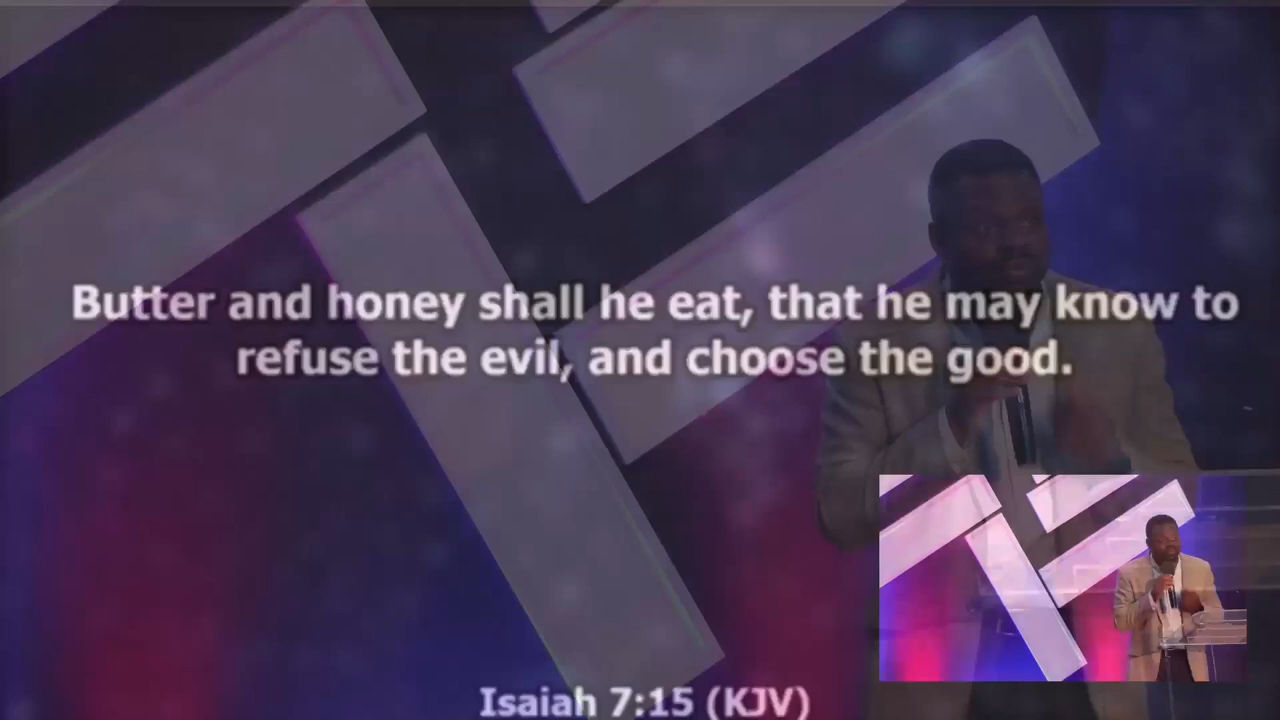 Butter and honey shall he eat, that he may know to
refuse the evil, and choose the good.
Isaiah 7:15 (KJV)